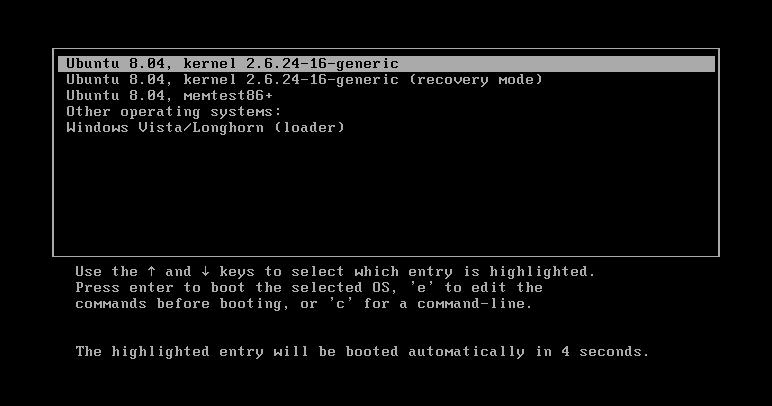 Ubuntu 8.04, kernel 2.6.24-16-generic
Ubuntu 8.04, kernel 2.6.24-16-generic (recovery mode)
Ubuntu 8.04, memtest86+
Other operating systems:
Windows Vista/Longhorn (loader)
Use the ↑ and ↓ keys to select which entry is highlighted.
Press enter to boot the selected OS, 'e' to edit the
commands before booting, or 'c' for a command-line.
The highlighted entry will be booted automatically in 4 seconds.